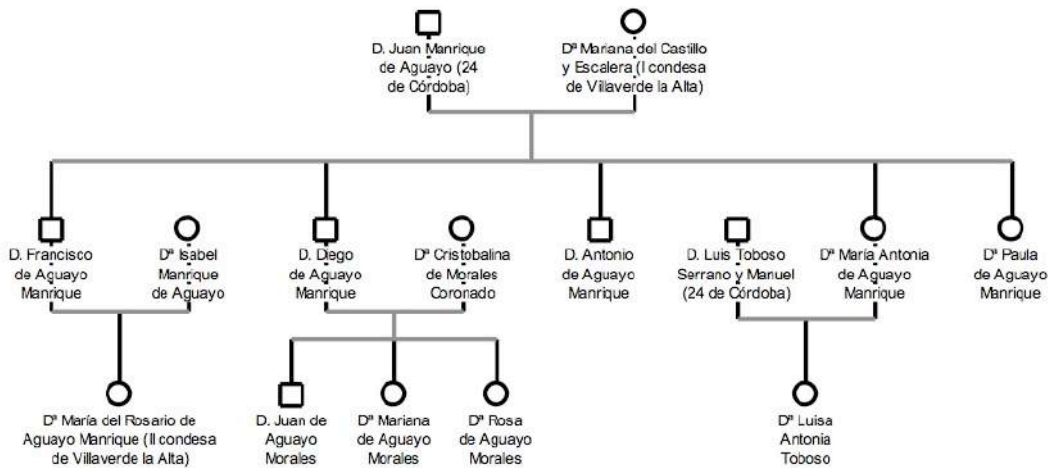 D. Juan Manrique
de Aguayo (24
de Córdoba)
Dª Mariana del Castillo
y Escalera (I condesa
de Villaverde la Alta)
D. Francisco
de Aguayo
Manrique
Dª Isabel
Manrique
de Aguayo
D. Diego
de Aguayo
Manrique
Dª Cristobalina
de Morales
Coronado
D. Antonio
de Aguayo
Manrique
D. Luis Toboso
Serrano y Manuel
(24 de Córdoba)
Dª María Antonia
de Aguayo
Manrique
Dª Paula
de Aguayo
Manrique
Dª María del Rosario de
Aguayo Manrique (II condesa
de Villaverde la Alta)
D. Juan de
Aguayo
Morales
Dª Mariana
de Aguayo
Morales
Dª Rosa
de Aguayo
Morales
Dª Luisa
Antonia
Toboso